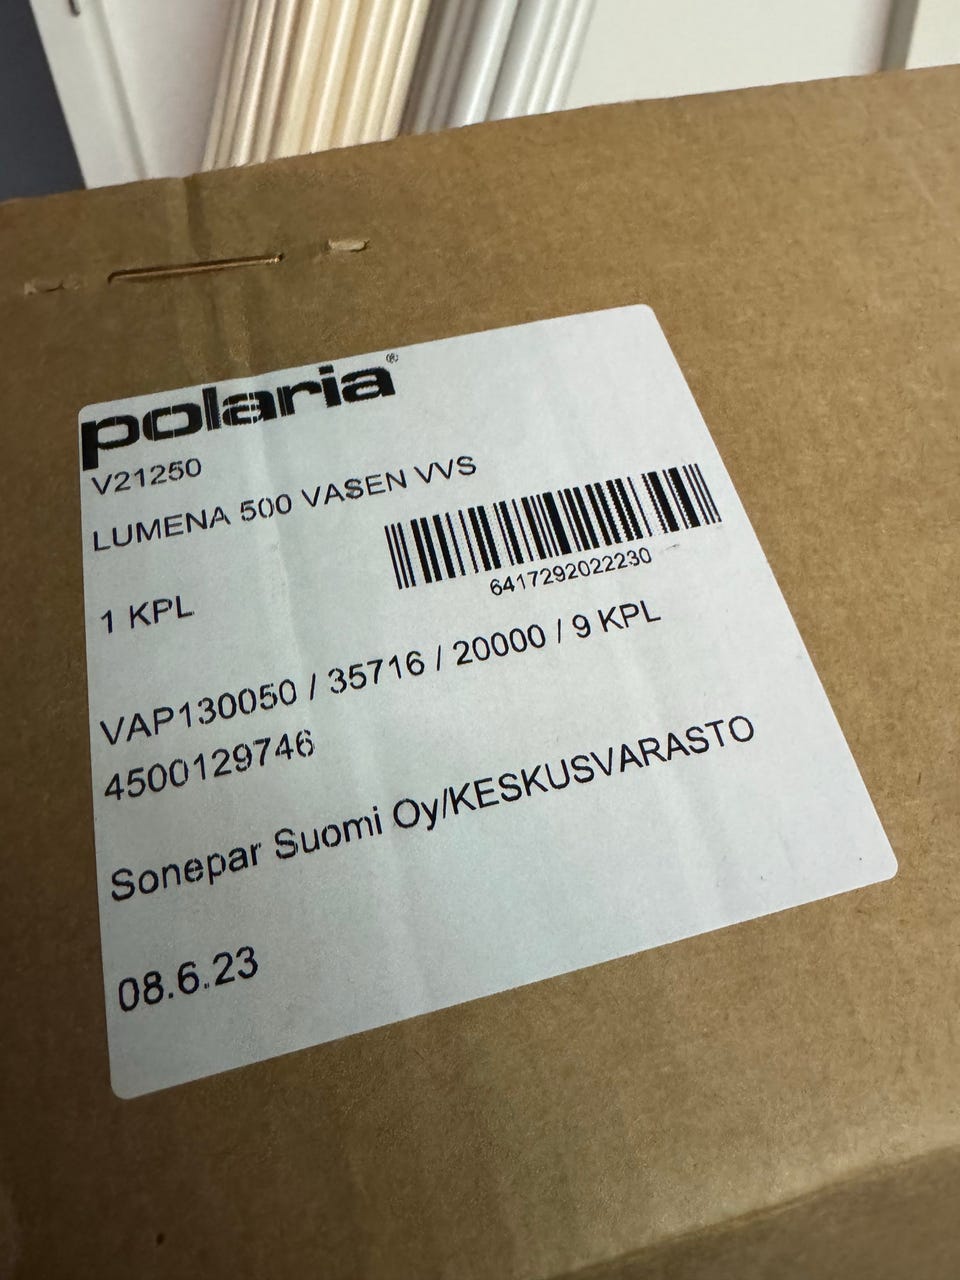 polaria®
V21250
LUMENA 500 VASEN VVS
6417292022230
1 KPL
VAP130050 / 35716 / 20000 / 9 KPL
4500129746
Sonepar Suomi Oy/KESKUSVARASTO
08.6.23